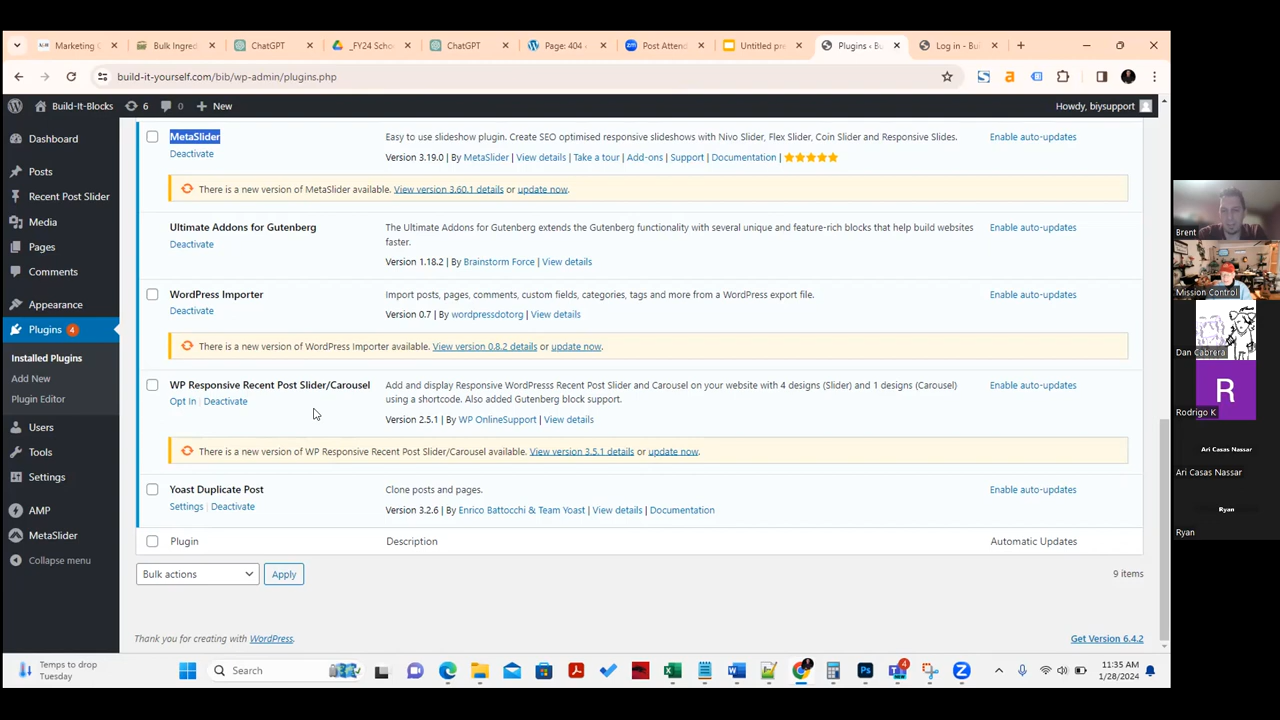 Marketing C
Bulk Ingred
ChatGPT
_FY24 Scho
ChatGPT
Page: 404
Post Attend
Untitled pre
Plugins ‹ Bu
Log in ‹ Buil
build-it-yourself.com/bib/wp-admin/plugins.php
Build-It-Blocks
6
0
New
Howdy, biysupport
Dashboard
Posts
Recent Post Slider
Media
Pages
Comments
Appearance
Plugins 4
Installed Plugins
Add New
Plugin Editor
Users
Tools
Settings
AMP
MetaSlider
Collapse menu
MetaSlider
Deactivate
Easy to use slideshow plugin. Create SEO optimised responsive slideshows with Nivo Slider, Flex Slider, Coin Slider and Responsive Slides.
Version 3.19.0 | By MetaSlider | View details | Take a tour | Add-ons | Support | Documentation |
Enable auto-updates
There is a new version of MetaSlider available. View version 3.60.1 details or update now.
Ultimate Addons for Gutenberg
Deactivate
The Ultimate Addons for Gutenberg extends the Gutenberg functionality with several unique and feature-rich blocks that help build websites
faster.
Version 1.18.2 | By Brainstorm Force | View details
Enable auto-updates
WordPress Importer
Deactivate
Import posts, pages, comments, custom fields, categories, tags and more from a WordPress export file.
Version 0.7 | By wordpressdotorg | View details
Enable auto-updates
There is a new version of WordPress Importer available. View version 0.8.2 details or update now.
WP Responsive Recent Post Slider/Carousel
Opt In | Deactivate
Add and display Responsive WordPresss Recent Post Slider and Carousel on your website with 4 designs (Slider) and 1 designs (Carousel)
using a shortcode. Also added Gutenberg block support.
Version 2.5.1 | By WP OnlineSupport | View details
Enable auto-updates
There is a new version of WP Responsive Recent Post Slider/Carousel available. View version 3.5.1 details or update now.
Yoast Duplicate Post
Settings | Deactivate
Clone posts and pages.
Version 3.2.6 | By Enrico Battocchi & Team Yoast | View details | Documentation
Enable auto-updates
Plugin
Description
Automatic Updates
Bulk actions
Apply
9 items
Thank you for creating with WordPress.
Get Version 6.4.2
Temps to drop
Tuesday
Search
4
11:35 AM
1/28/2024
Brent
Mission Control
Dan Cabrera
R
Rodrigo K
Ari Casas Nassar
Ari Casas Nassar
Ryan
Ryan